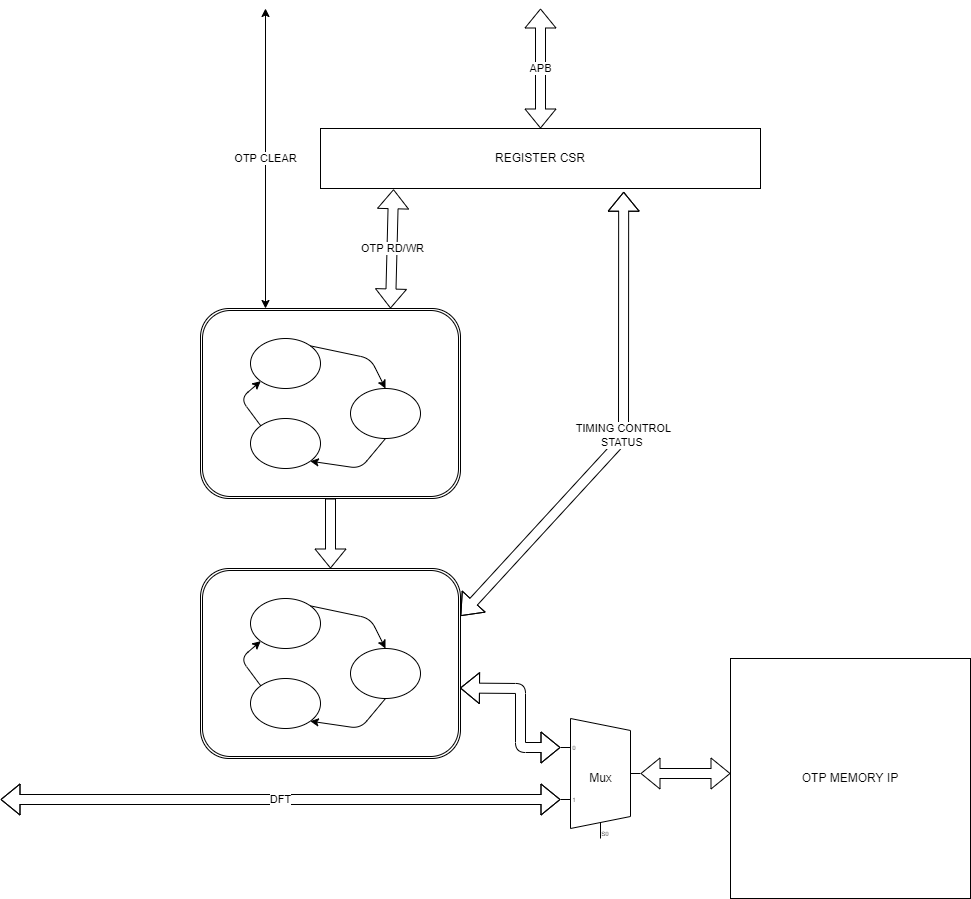 APB
OTP CLEAR
REGISTER CSR
OTP RD/WR
TIMING CONTROL
STATUS
0
Mux
OTP MEMORY IP
DFT
1
S0